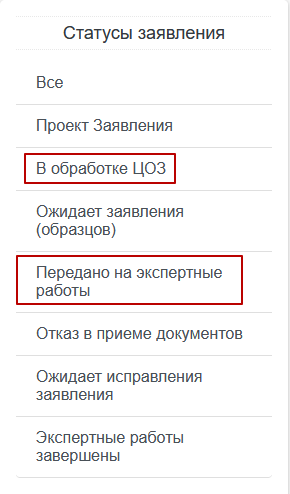 Статусы заявления
Все
Проект Заявления
В обработке ЦОЗ
Ожидает заявления
(образцов)
Передано на экспертные
работы
Отказ в приеме документов
Ожидает исправления
заявления
Экспертные работы
завершены